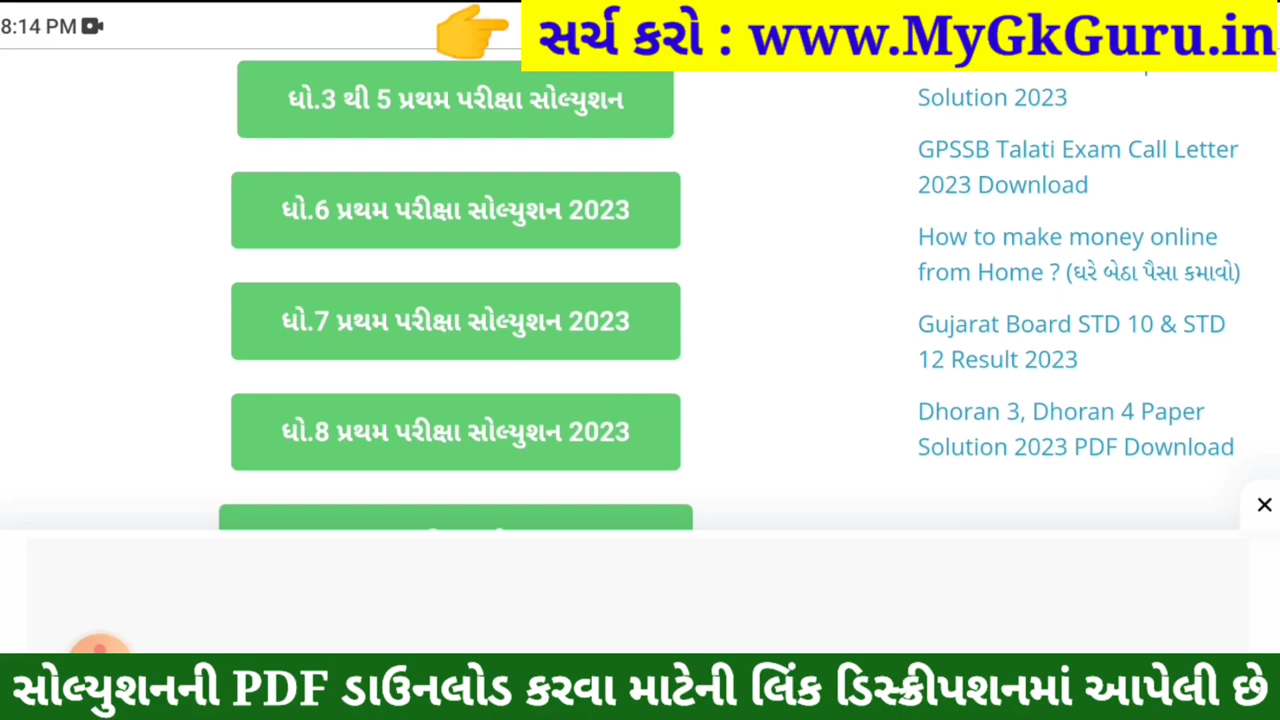 8:14 PM
સર્ચ કરો : www.MyGkGuru.in
ધો.3 થી 5 પ્રથમ પરીક્ષા સોલ્યુશન
ધો.6 પ્રથમ પરીક્ષા સોલ્યુશન 2023
ધો.7 પ્રથમ પરીક્ષા સોલ્યુશન 2023
ધો.8 પ્રથમ પરીક્ષા સોલ્યુશન 2023
Solution 2023
GPSSB Talati Exam Call Letter
2023 Download
How to make money online
from Home ? (ઘરે બેઠા પૈસા કમાવો)
Gujarat Board STD 10 & STD
12 Result 2023
Dhoran 3, Dhoran 4 Paper
Solution 2023 PDF Download
સોલ્યુશનની PDF ડાઉનલોડ કરવા માટેની લિંક ડિસ્ક્રીપશનમાં આપેલી છે